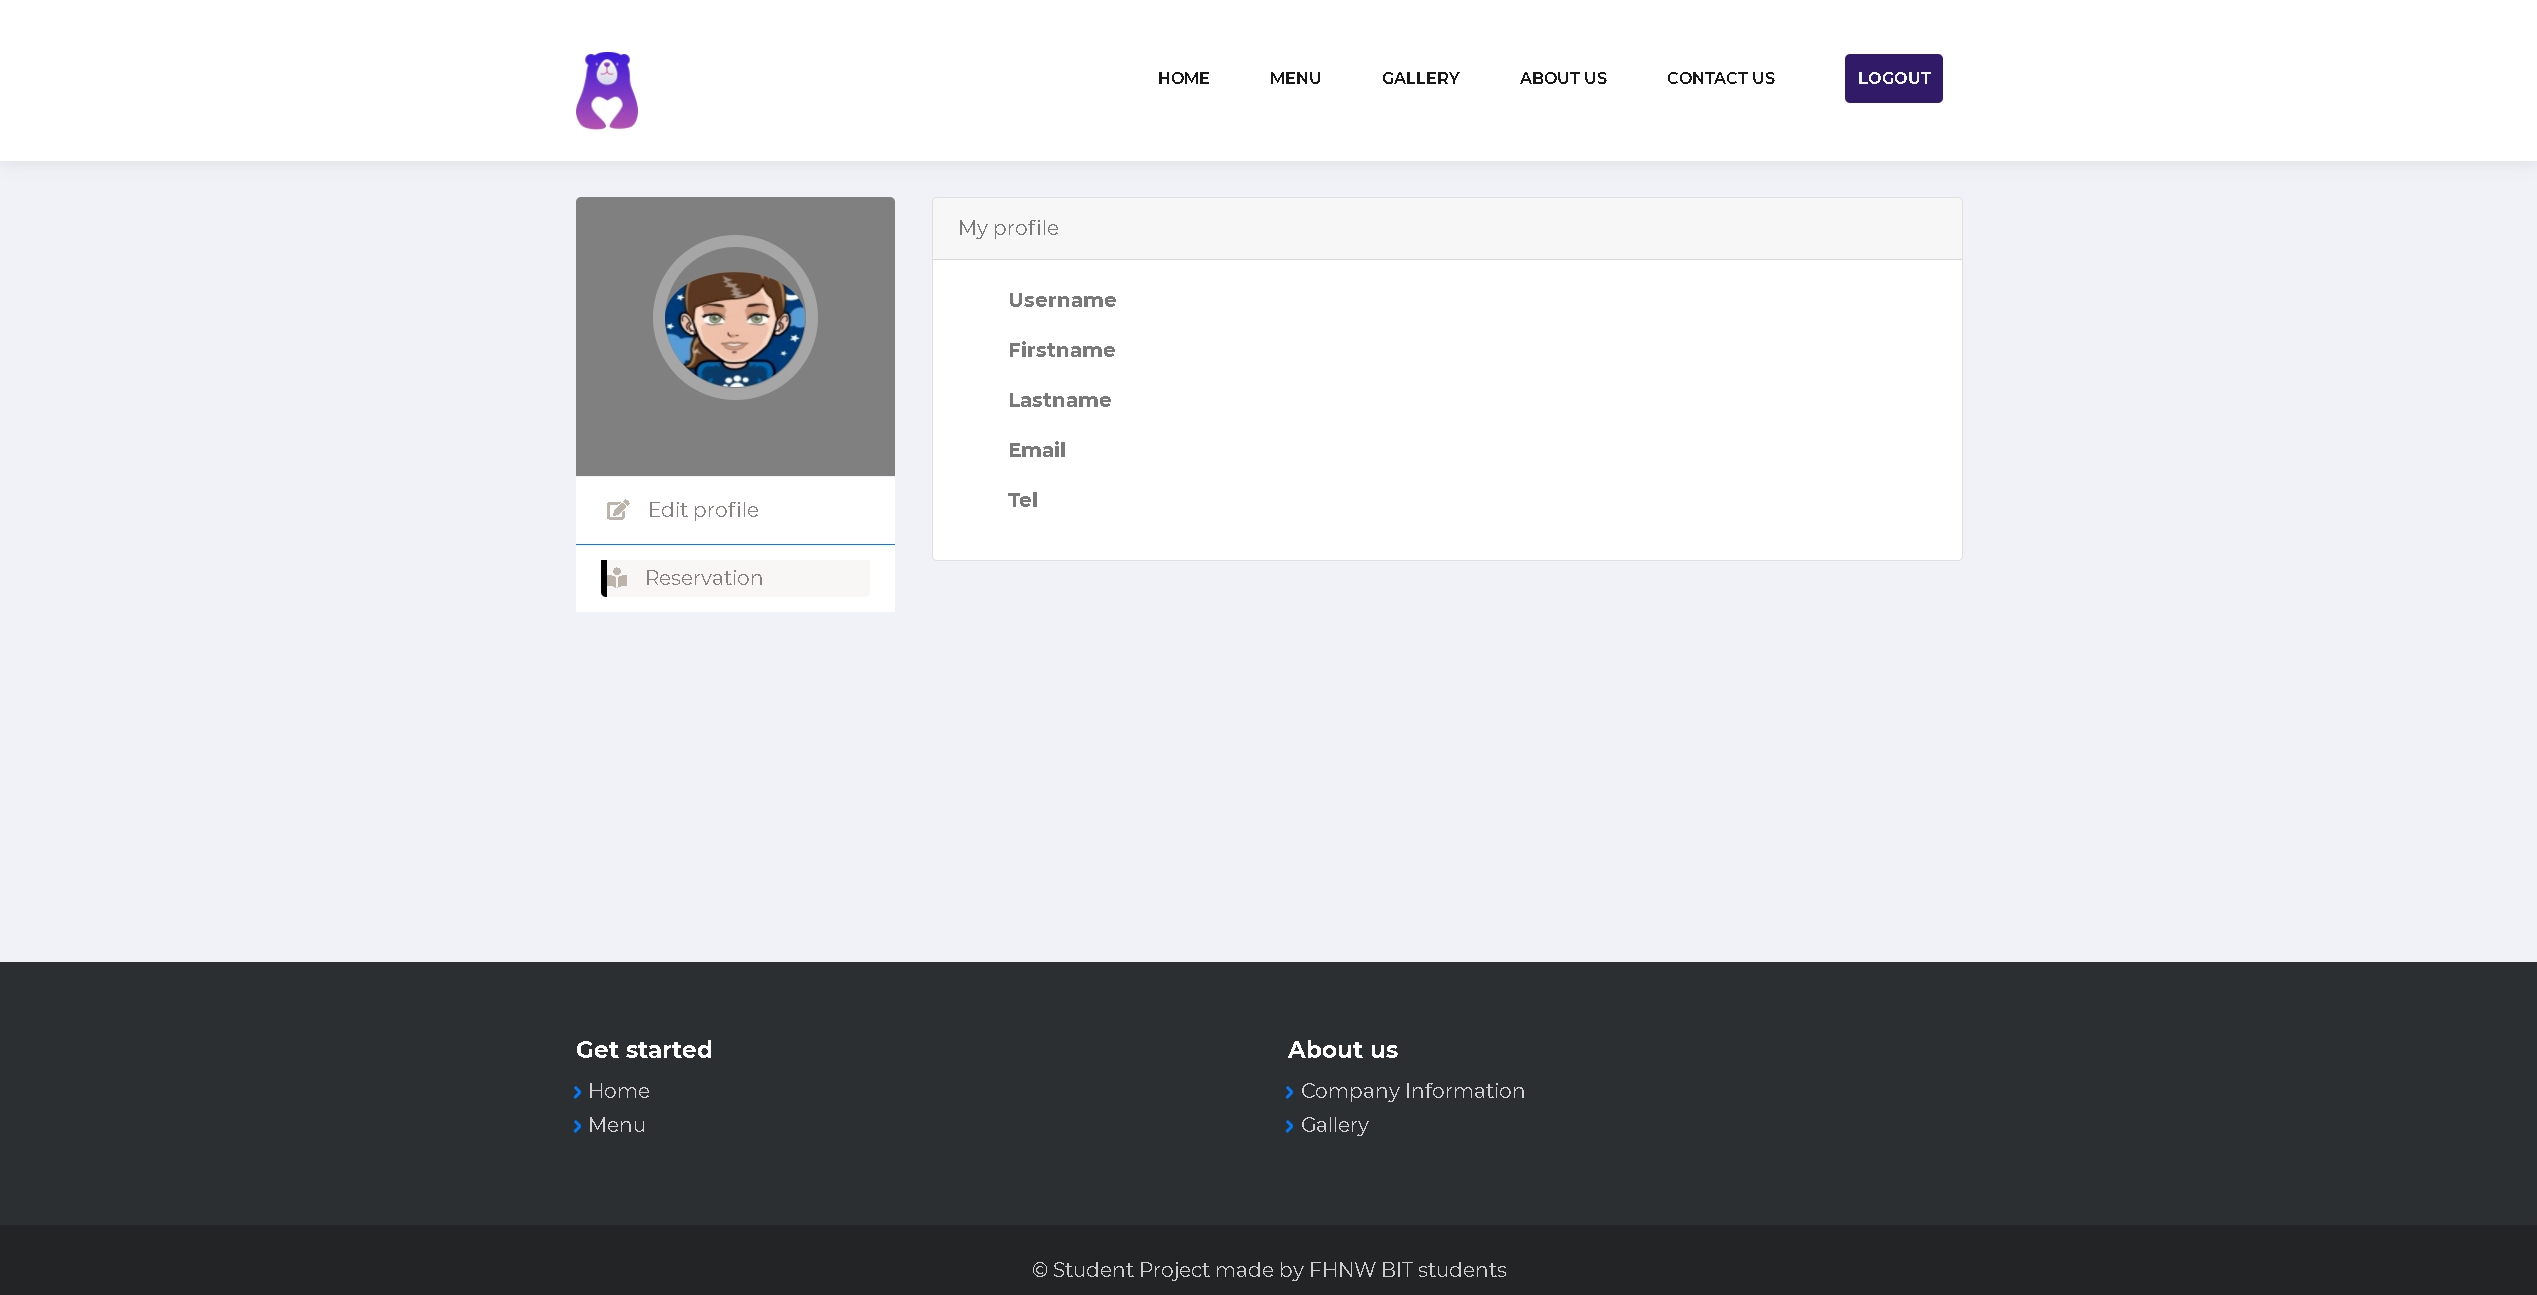 HOME MENU GALLERY ABOUT US CONTACT US LOGOUT
My profile
Username
Firstname
Lastname
Email
Tel
Edit profile
Reservation
Get started
Home
Menu
About us
Company Information
Gallery
© Student Project made by FHNW BIT students